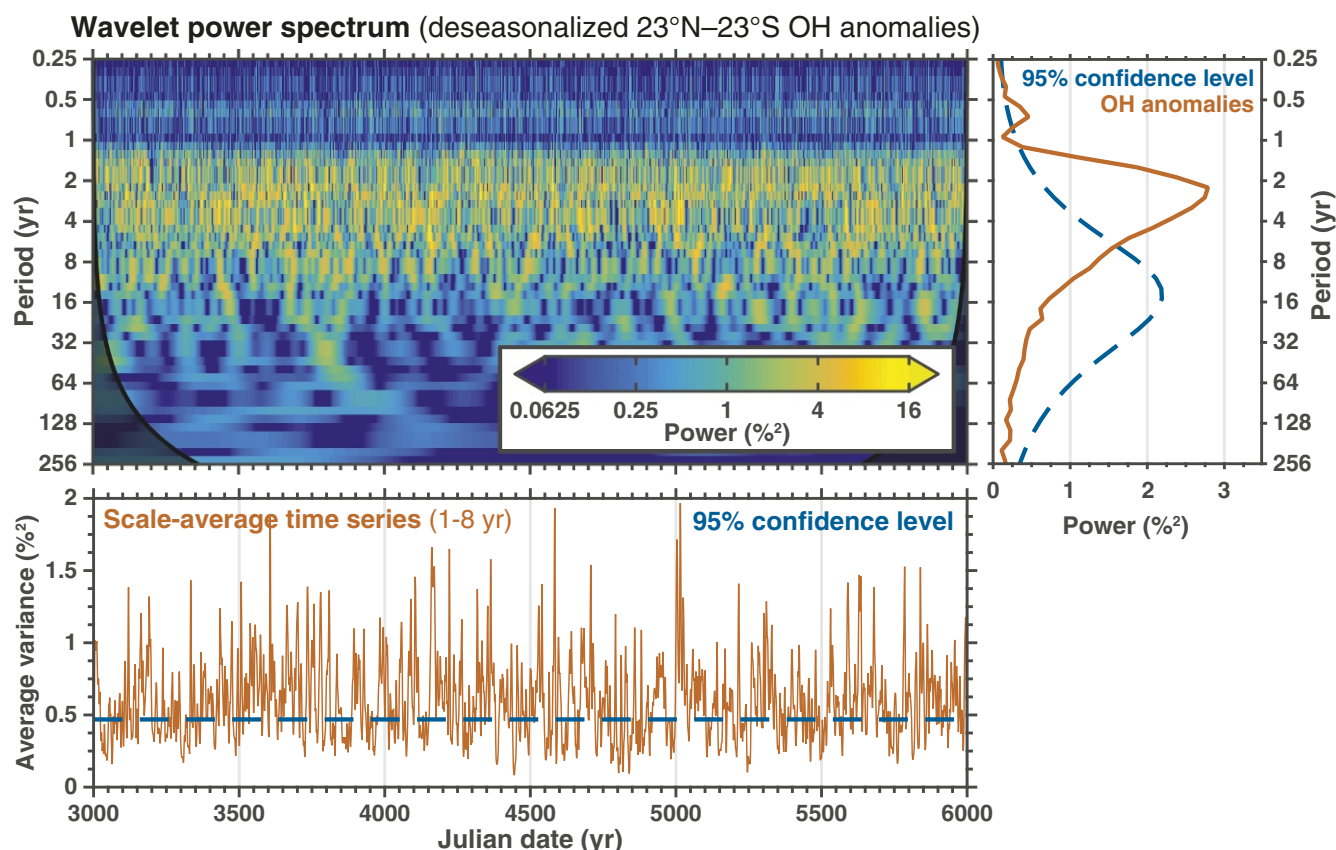 Wavelet power spectrum (deseasonalized 23°N–23°S OH anomalies)
0.25
0.5
1
2
4
8
16
32
64
128
256
Period (yr)
0.0625 0.25 1 4 16
Power (%²)
95% confidence level
OH anomalies
0.25
0.5
1
2
4
8
16
32
64
128
256
Period (yr)
0 1 2 3
Power (%²)
Scale-average time series (1-8 yr)
95% confidence level
2
1.5
1
0.5
0
Average variance (%²)
3000 3500 4000 4500 5000 5500 6000
Julian date (yr)